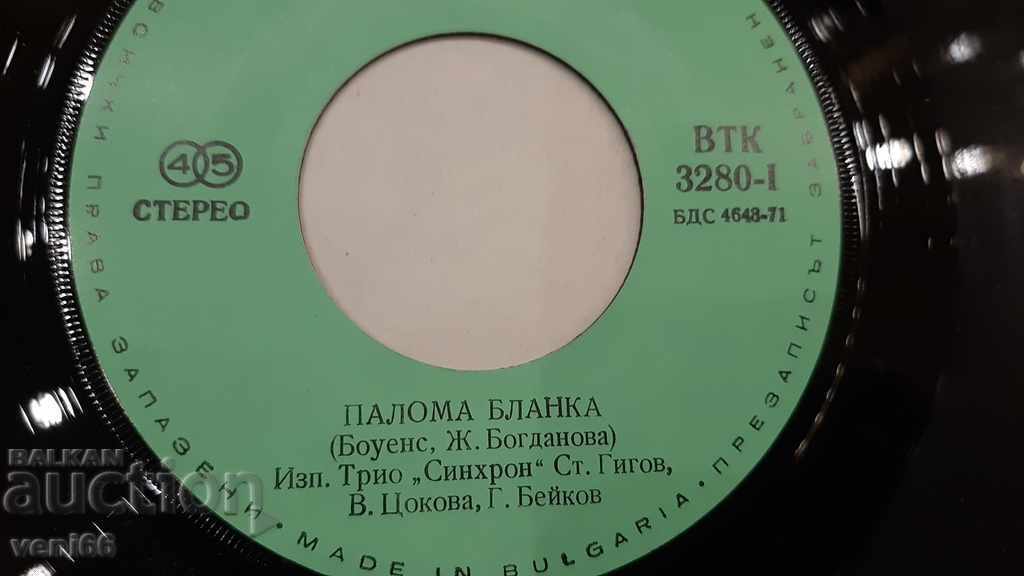 45
СТЕРЕО
ВТК
3280-I
БДС 4648-71
ПАЛОМА БЛАНКА
(Боуенс, Ж. Богданова)
Изп. Трио „Синхрон“ Ст. Гигов,
В. Цокова, Г. Бейков
ВСИЧКИ ПРАВА ЗАПАЗЕНИ • MADE IN BULGARIA • ПРЕЗАПИСЪТ ЗАБРАНЕН
BALKAN
auction
veni66